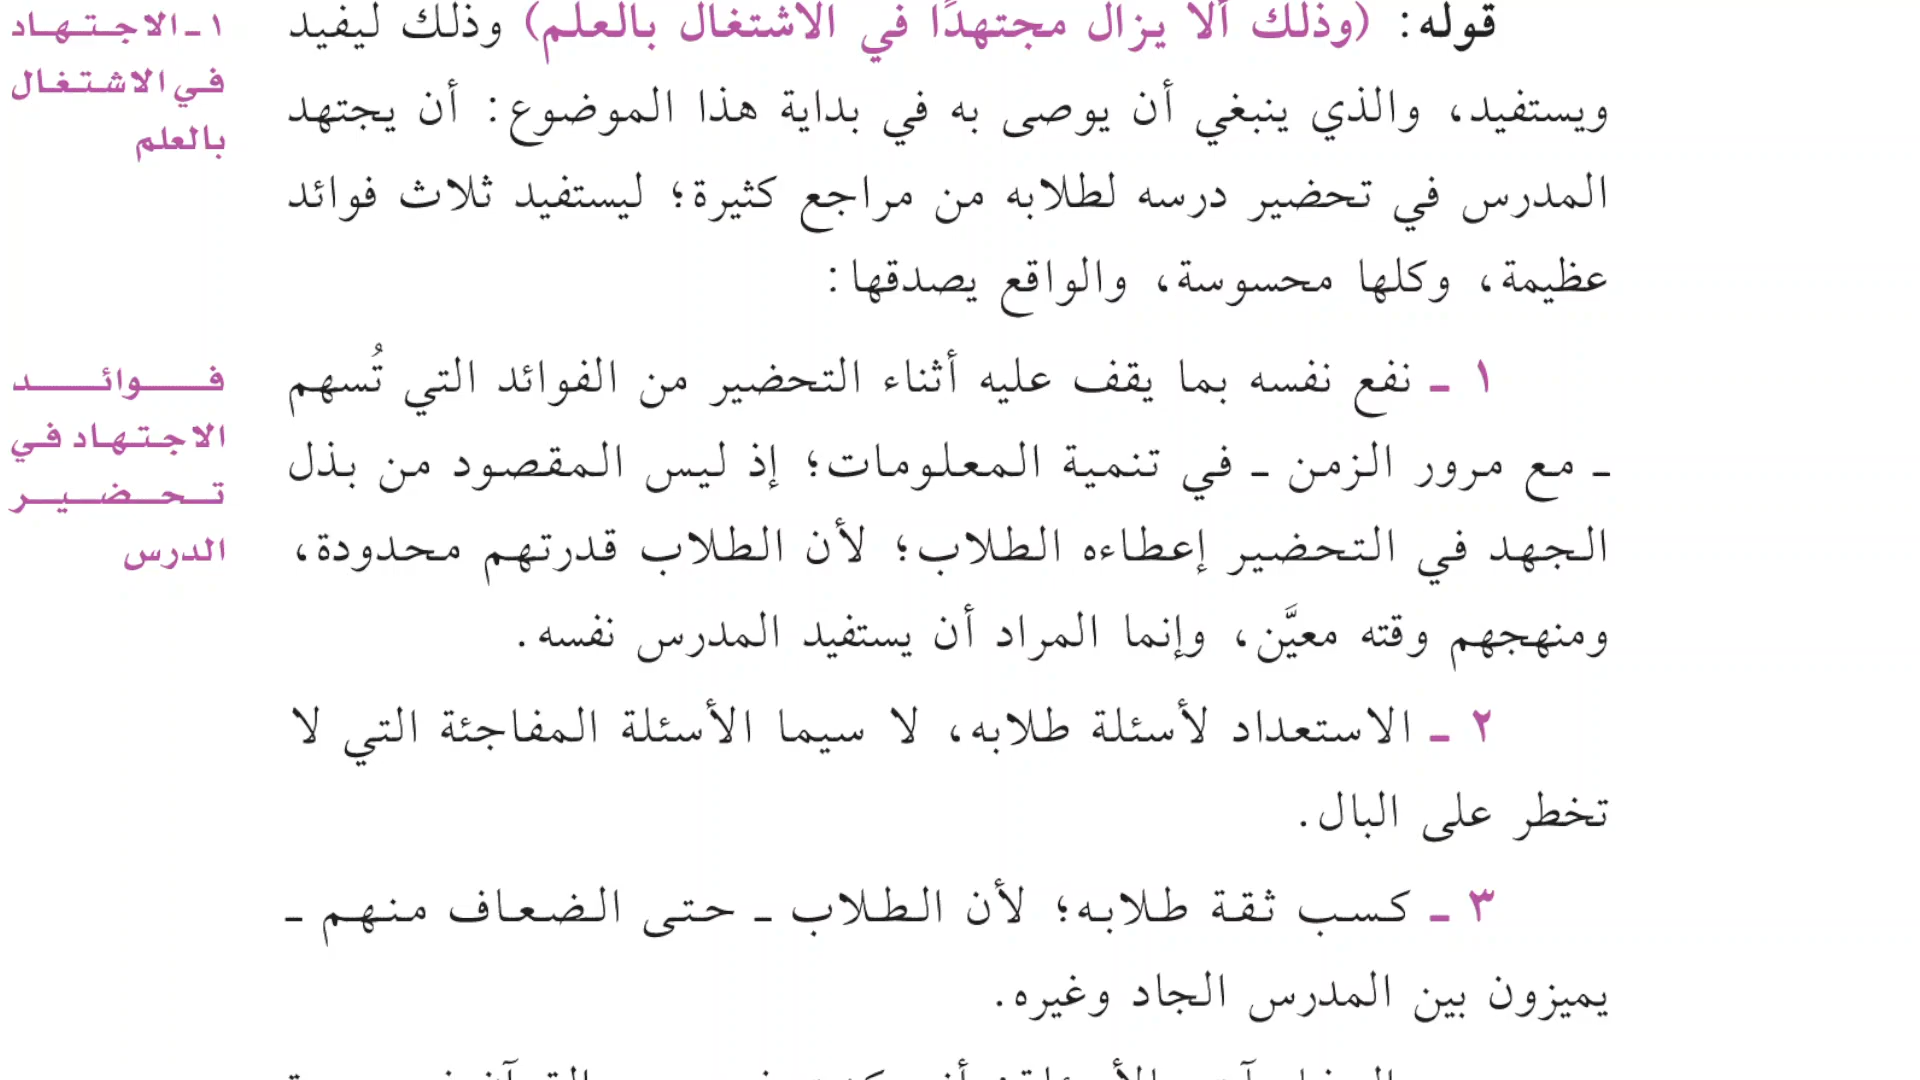 قوله: (وذلك ألا يزال مجتهدًا في الاشتغال بالعلم) وذلك ليفيد
ويستفيد، والذي ينبغي أن يوصى به في بداية هذا الموضوع: أن يجتهد
المدرس في تحضير درسه لطلابه من مراجع كثيرة؛ ليستفيد ثلاث فوائد
عظيمة، وكلها محسوسة، والواقع يصدقها:
١ ـ نفع نفسه بما يقف عليه أثناء التحضير من الفوائد التي تُسهم
ـ مع مرور الزمن ـ في تنمية المعلومات؛ إذ ليس المقصود من بذل
الجهد في التحضير إعطاءه الطلاب؛ لأن الطلاب قدرتهم محدودة،
ومنهجهم وقته معيَّن، وإنما المراد أن يستفيد المدرس نفسه.
٢ ـ الاستعداد لأسئلة طلابه، لا سيما الأسئلة المفاجئة التي لا
تخطر على البال.
٣ ـ كسب ثقة طلابه؛ لأن الطلاب ـ حتى الضعاف منهم ـ
يميزون بين المدرس الجاد وغيره.
١ ـ الاجتهاد
في الاشتغال
بالعلم
فوائد
الاجتهاد في
تحضير
الدرس